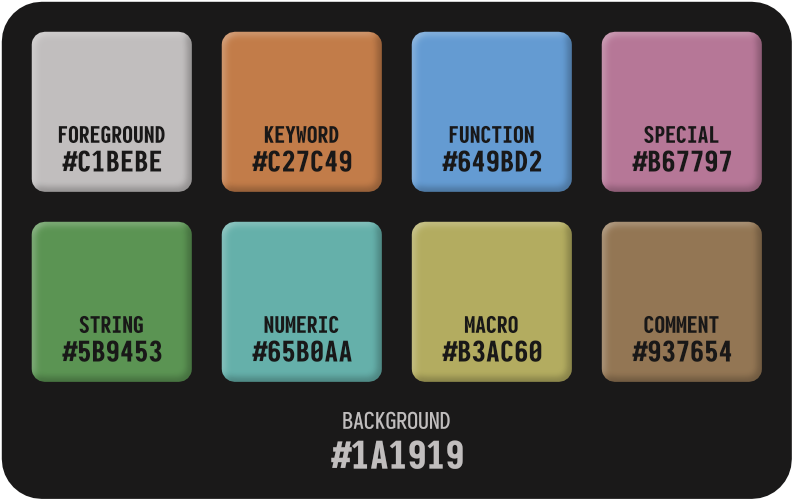 FOREGROUND
#C1BEBE
KEYWORD
#C27C49
FUNCTION
#649BD2
SPECIAL
#B67797
STRING
#5B9453
NUMERIC
#65B0AA
MACRO
#B3AC60
COMMENT
#937654
BACKGROUND
#1A1919